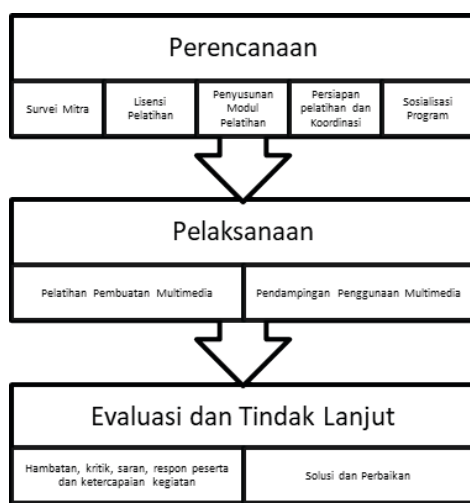 Perencanaan
Survei Mitra
Lisensi
Pelatihan
Penyusunan
Modul
Pelatihan
Persiapan
pelatihan dan
Koordinasi
Sosialisasi
Program
Pelaksanaan
Pelatihan Pembuatan Multimedia
Pendampingan Penggunaan Multimedia
Evaluasi dan Tindak Lanjut
Hambatan, kritik, saran, respon peserta
dan ketercapaian kegiatan
Solusi dan Perbaikan